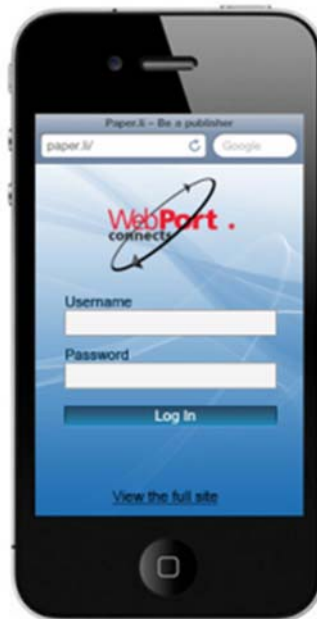 Paper.li – Be a publisher
paper.li/
Google
WebPort.
connects
Username
Password
Log In
View the full site